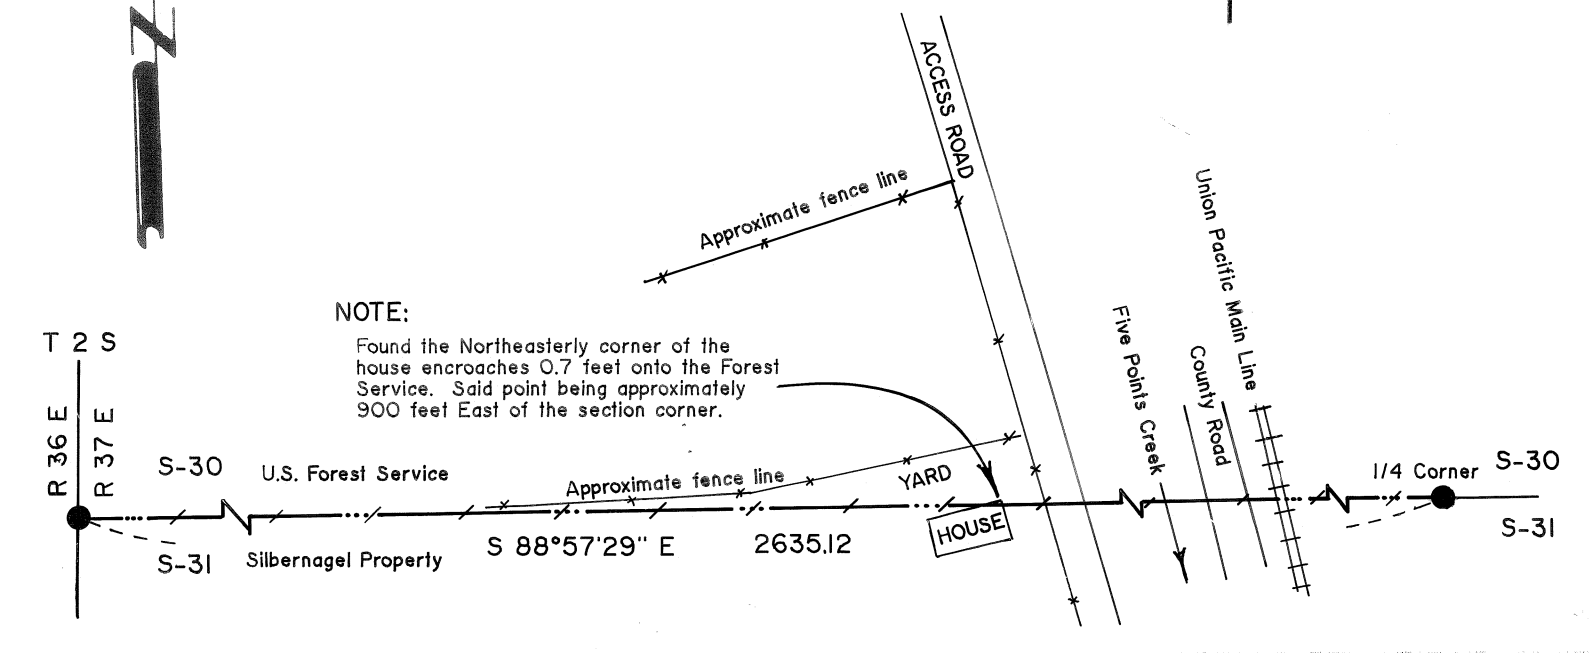 N
ACCESS ROAD
Approximate fence line
Union Pacific Main Line
NOTE:
Found the Northeasterly corner of the
house encroaches 0.7 feet onto the Forest
Service. Said point being approximately
900 feet East of the section corner.
T 2 S
R 36 E
R 37 E
Five Points Creek
County Road
S-30
U.S. Forest Service
Approximate fence line
YARD
1/4 Corner
S-30
HOUSE
S-31
Silbernagel Property
S 88°57'29" E
2635.12
S-31